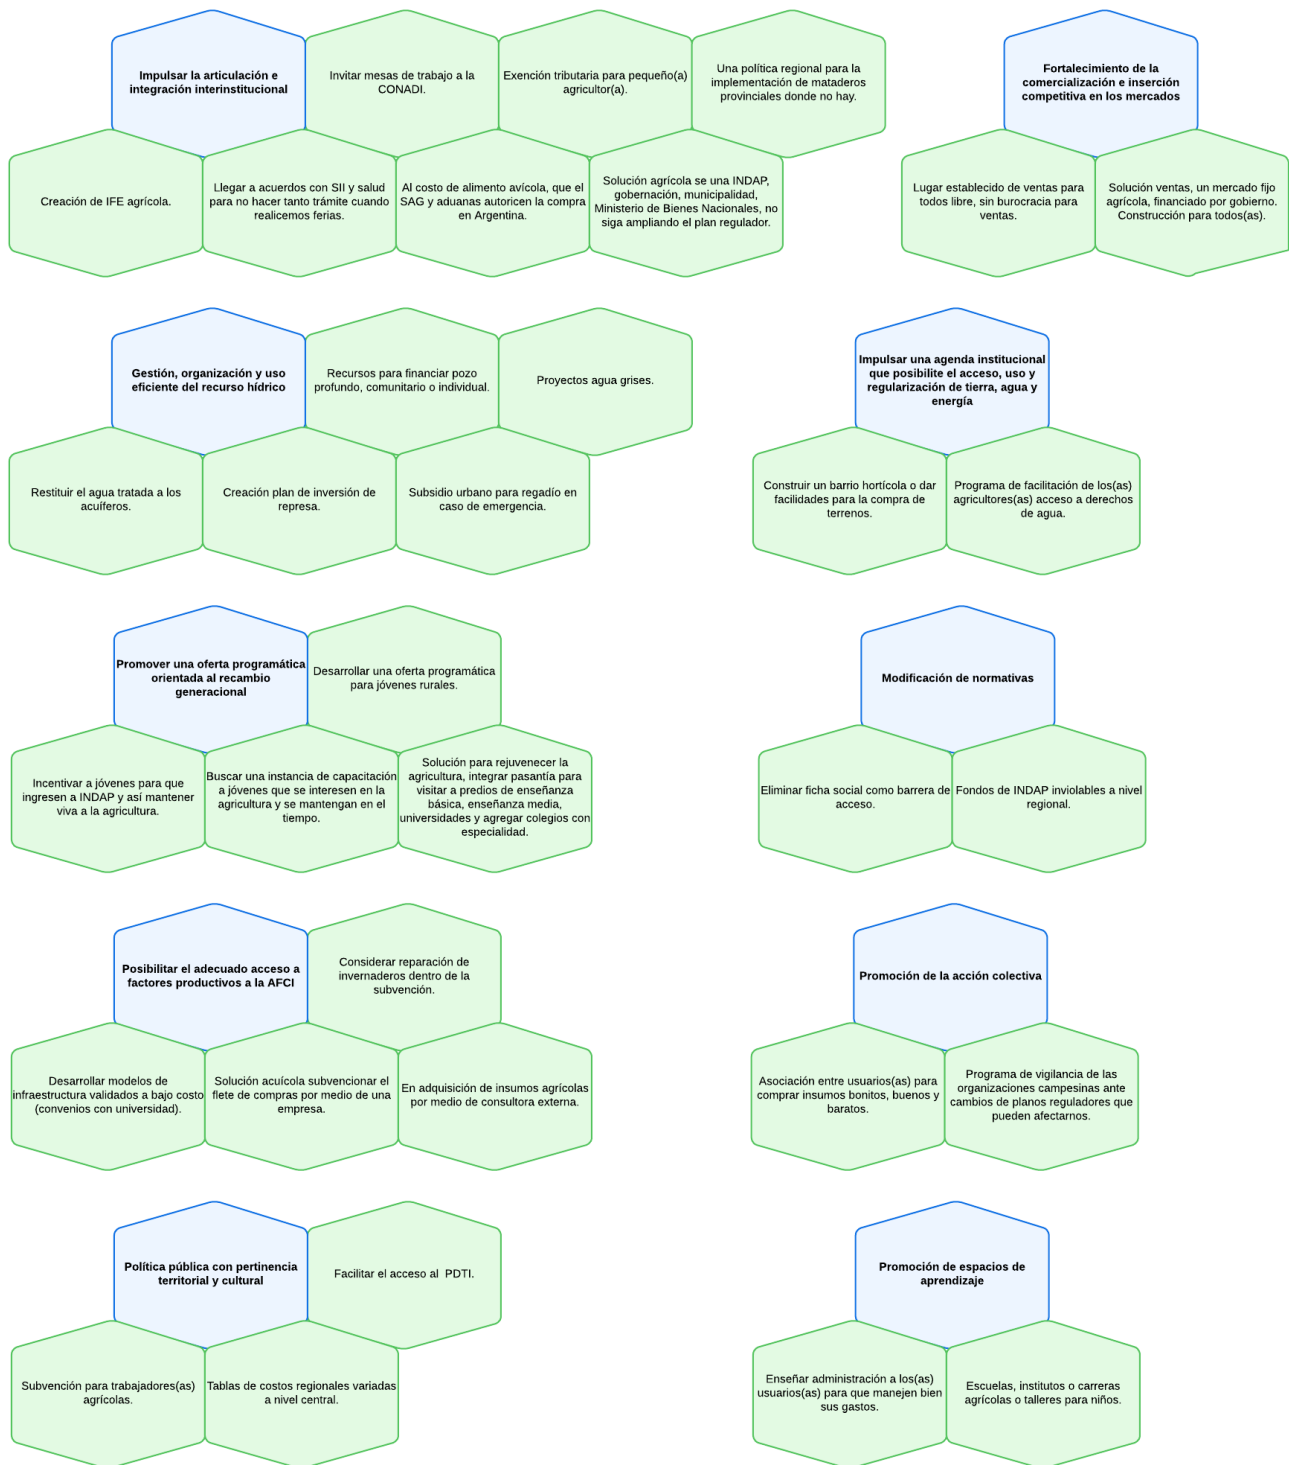 Impulsar la articulación e
integración interinstitucional
Invitar mesas de trabajo a la
CONADI.
Exención tributaria para pequeño(a)
agricultor(a).
Una política regional para la
implementación de mataderos
provinciales donde no hay.
Creación de IFE agrícola.
Llegar a acuerdos con SII y salud
para no hacer tanto trámite cuando
realicemos ferias.
Al costo de alimento avícola, que el
SAG y aduanas autoricen la compra
en Argentina.
Solución agrícola se una INDAP,
gobernación, municipalidad,
Ministerio de Bienes Nacionales, no
siga ampliando el plan regulador.
Fortalecimiento de la
comercialización e inserción
competitiva en los mercados
Lugar establecido de ventas para
todos libre, sin burocracia para
ventas.
Solución ventas, un mercado fijo
agrícola, financiado por gobierno.
Construcción para todos(as).
Gestión, organización y uso
eficiente del recurso hídrico
Recursos para financiar pozo
profundo, comunitario o individual.
Proyectos agua grises.
Restituir el agua tratada a los
acuíferos.
Creación plan de inversión de
represa.
Subsidio urbano para regadío en
caso de emergencia.
Impulsar una agenda institucional
que posibilite el acceso, uso y
regularización de tierra, agua y
energía
Construir un barrio hortícola o dar
facilidades para la compra de
terrenos.
Programa de facilitación de los(as)
agricultores(as) acceso a derechos
de agua.
Promover una oferta programática
orientada al recambio
generacional
Desarrollar una oferta programática
para jóvenes rurales.
Incentivar a jóvenes para que
ingresen a INDAP y así mantener
viva a la agricultura.
Buscar una instancia de capacitación
a jóvenes que se interesen en la
agricultura y se mantengan en el
tiempo.
Solución para rejuvenecer la
agricultura, integrar pasantía para
visitar a predios de enseñanza
básica, enseñanza media,
universidades y agregar colegios con
especialidad.
Modificación de normativas
Eliminar ficha social como barrera de
acceso.
Fondos de INDAP inviolables a nivel
regional.
Posibilitar el adecuado acceso a
factores productivos a la AFCI
Considerar reparación de
invernaderos dentro de la
subvención.
Desarrollar modelos de
infraestructura validados a bajo costo
(convenios con universidad).
Solución acuícola subvencionar el
flete de compras por medio de una
empresa.
En adquisición de insumos agrícolas
por medio de consultora externa.
Promoción de la acción colectiva
Asociación entre usuarios(as) para
comprar insumos bonitos, buenos y
baratos.
Programa de vigilancia de las
organizaciones campesinas ante
cambios de planos reguladores que
pueden afectarnos.
Política pública con pertinencia
territorial y cultural
Facilitar el acceso al  PDTI.
Subvención para trabajadores(as)
agrícolas.
Tablas de costos regionales variadas
a nivel central.
Promoción de espacios de
aprendizaje
Enseñar administración a los(as)
usuarios(as) para que manejen bien
sus gastos.
Escuelas, institutos o carreras
agrícolas o talleres para niños.